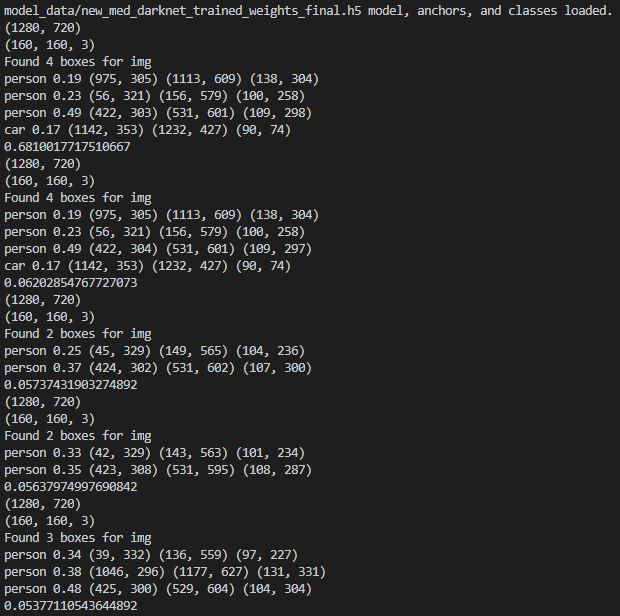 model_data/new_med_darknet_trained_weights_final.h5 model, anchors, and classes loaded.
(1280, 720)
(160, 160, 3)
Found 4 boxes for img
person 0.19 (975, 305) (1113, 609) (138, 304)
person 0.23 (56, 321) (156, 579) (100, 258)
person 0.49 (422, 303) (531, 601) (109, 298)
car 0.17 (1142, 353) (1232, 427) (90, 74)
0.6810017717510667
(1280, 720)
(160, 160, 3)
Found 4 boxes for img
person 0.19 (975, 305) (1113, 609) (138, 304)
person 0.23 (56, 321) (156, 579) (100, 258)
person 0.49 (422, 304) (531, 601) (109, 297)
car 0.17 (1142, 353) (1232, 427) (90, 74)
0.06202854767727073
(1280, 720)
(160, 160, 3)
Found 2 boxes for img
person 0.25 (45, 329) (149, 565) (104, 236)
person 0.37 (424, 302) (531, 602) (107, 300)
0.05737431903274892
(1280, 720)
(160, 160, 3)
Found 2 boxes for img
person 0.33 (42, 329) (143, 563) (101, 234)
person 0.35 (423, 308) (531, 595) (108, 287)
0.05637974997690842
(1280, 720)
(160, 160, 3)
Found 3 boxes for img
person 0.34 (39, 332) (136, 559) (97, 227)
person 0.38 (1046, 296) (1177, 627) (131, 331)
person 0.48 (425, 300) (529, 604) (104, 304)
0.05377110543644892